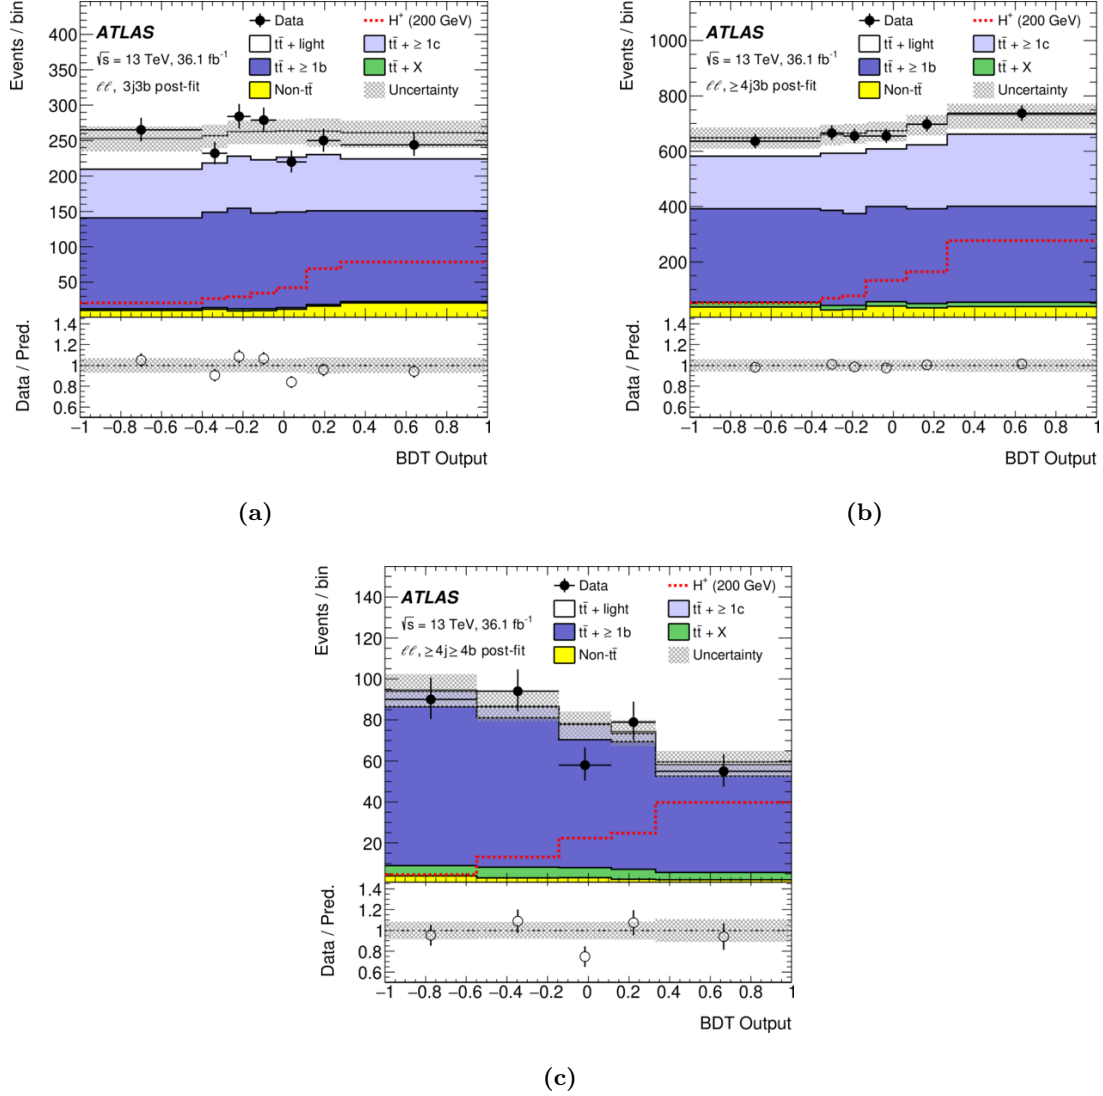 Events / bin
400
350
300
250
200
150
100
50
ATLAS
√s = 13 TeV, 36.1 fb⁻¹
ℓℓ, 3j3b post-fit
Data
H⁺ (200 GeV)
tt̄ + light
tt̄ + ≥ 1c
tt̄ + ≥ 1b
tt̄ + X
Non-tt̄
Uncertainty
Data / Pred.
1.4
1.2
1
0.8
0.6
−1 −0.8 −0.6 −0.4 −0.2 0 0.2 0.4 0.6 0.8 1
BDT Output
(a)
Events / bin
1000
800
600
400
200
ATLAS
√s = 13 TeV, 36.1 fb⁻¹
ℓℓ, ≥ 4j3b post-fit
Data
H⁺ (200 GeV)
tt̄ + light
tt̄ + ≥ 1c
tt̄ + ≥ 1b
tt̄ + X
Non-tt̄
Uncertainty
Data / Pred.
1.4
1.2
1
0.8
0.6
−1 −0.8 −0.6 −0.4 −0.2 0 0.2 0.4 0.6 0.8 1
BDT Output
(b)
Events / bin
140
120
100
80
60
40
20
ATLAS
√s = 13 TeV, 36.1 fb⁻¹
ℓℓ, ≥ 4j≥ 4b post-fit
Data
H⁺ (200 GeV)
tt̄ + light
tt̄ + ≥ 1c
tt̄ + ≥ 1b
tt̄ + X
Non-tt̄
Uncertainty
Data / Pred.
1.4
1.2
1
0.8
0.6
−1 −0.8 −0.6 −0.4 −0.2 0 0.2 0.4 0.6 0.8 1
BDT Output
(c)